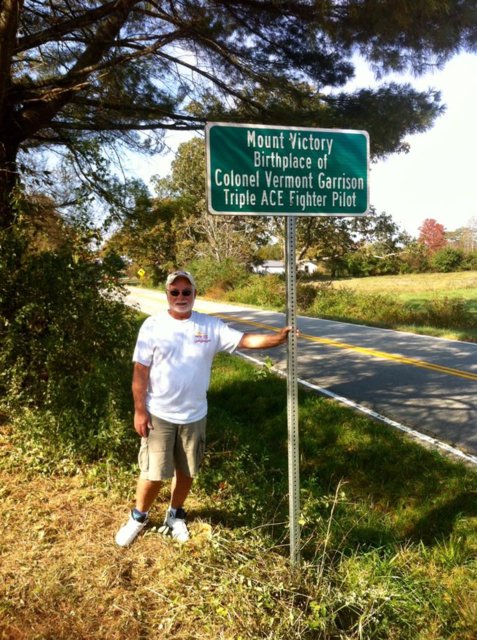 Mount Victory
Birthplace of
Colonel Vermont Garrison
Triple ACE Fighter Pilot